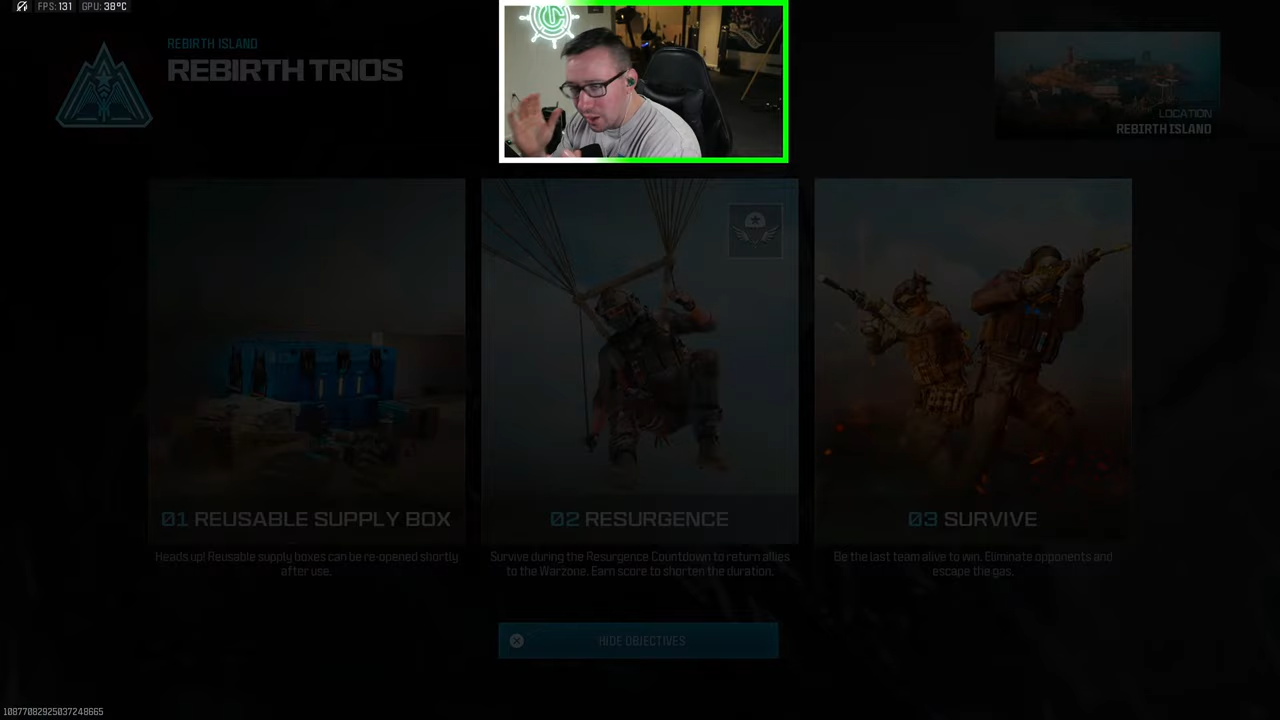 FPS: 131 GPU: 38°C
REBIRTH ISLAND
REBIRTH TRIOS
LOCATION
REBIRTH ISLAND
01 REUSABLE SUPPLY BOX
Heads up! Reusable supply boxes can be re-opened shortly
after use.
02 RESURGENCE
Survive during the Resurgence Countdown to return allies
to the Warzone. Earn score to shorten the duration.
03 SURVIVE
Be the last team alive to win. Eliminate opponents and
escape the gas.
HIDE OBJECTIVES
10877082925037248665